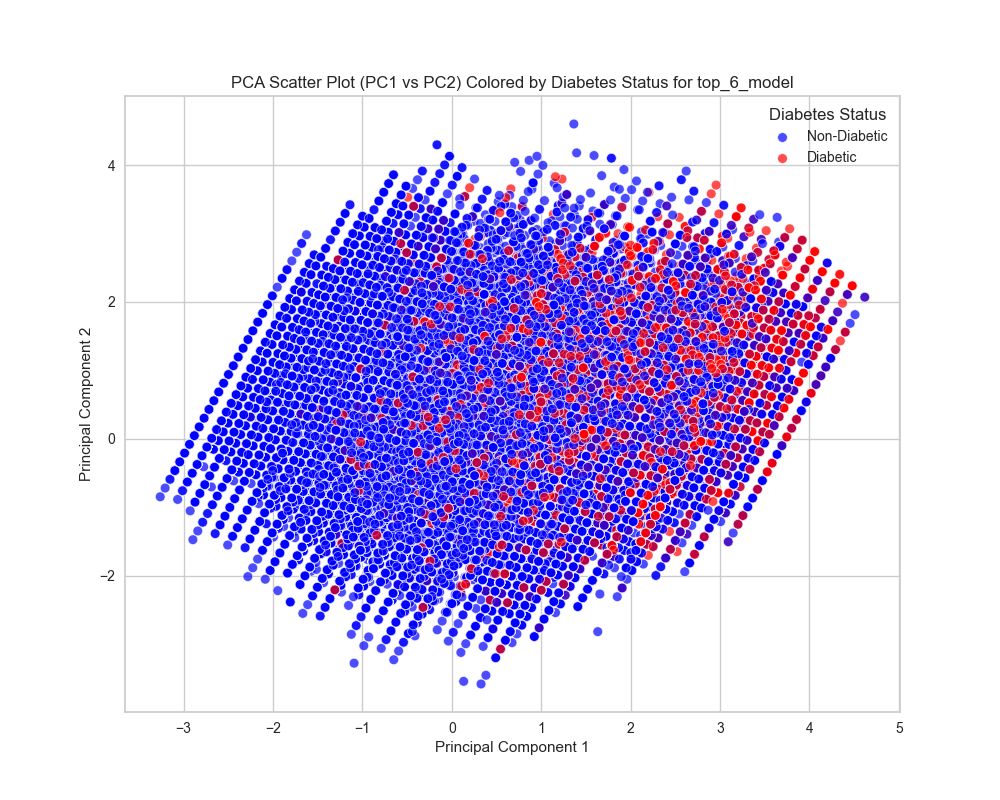 PCA Scatter Plot (PC1 vs PC2) Colored by Diabetes Status for top_6_model
Diabetes Status
Non-Diabetic
Diabetic
Principal Component 2
4
2
0
−2
−3
−2
−1
0
1
2
3
4
5
Principal Component 1